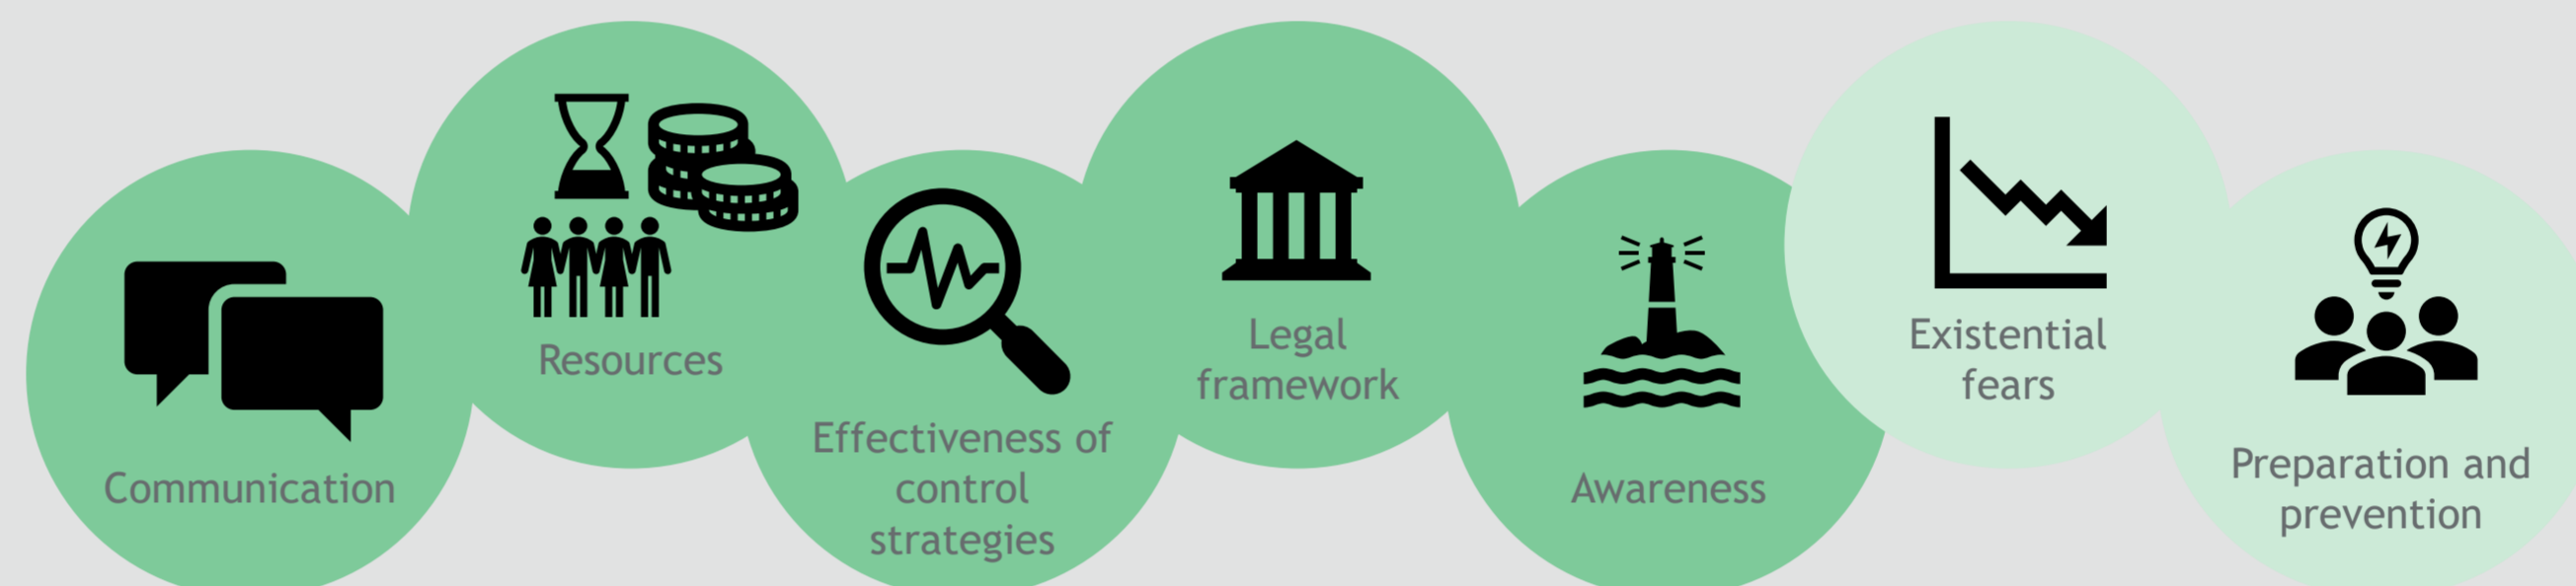 Communication
Resources
Effectiveness of
control
strategies
Legal
framework
Awareness
Existential
fears
Preparation and
prevention